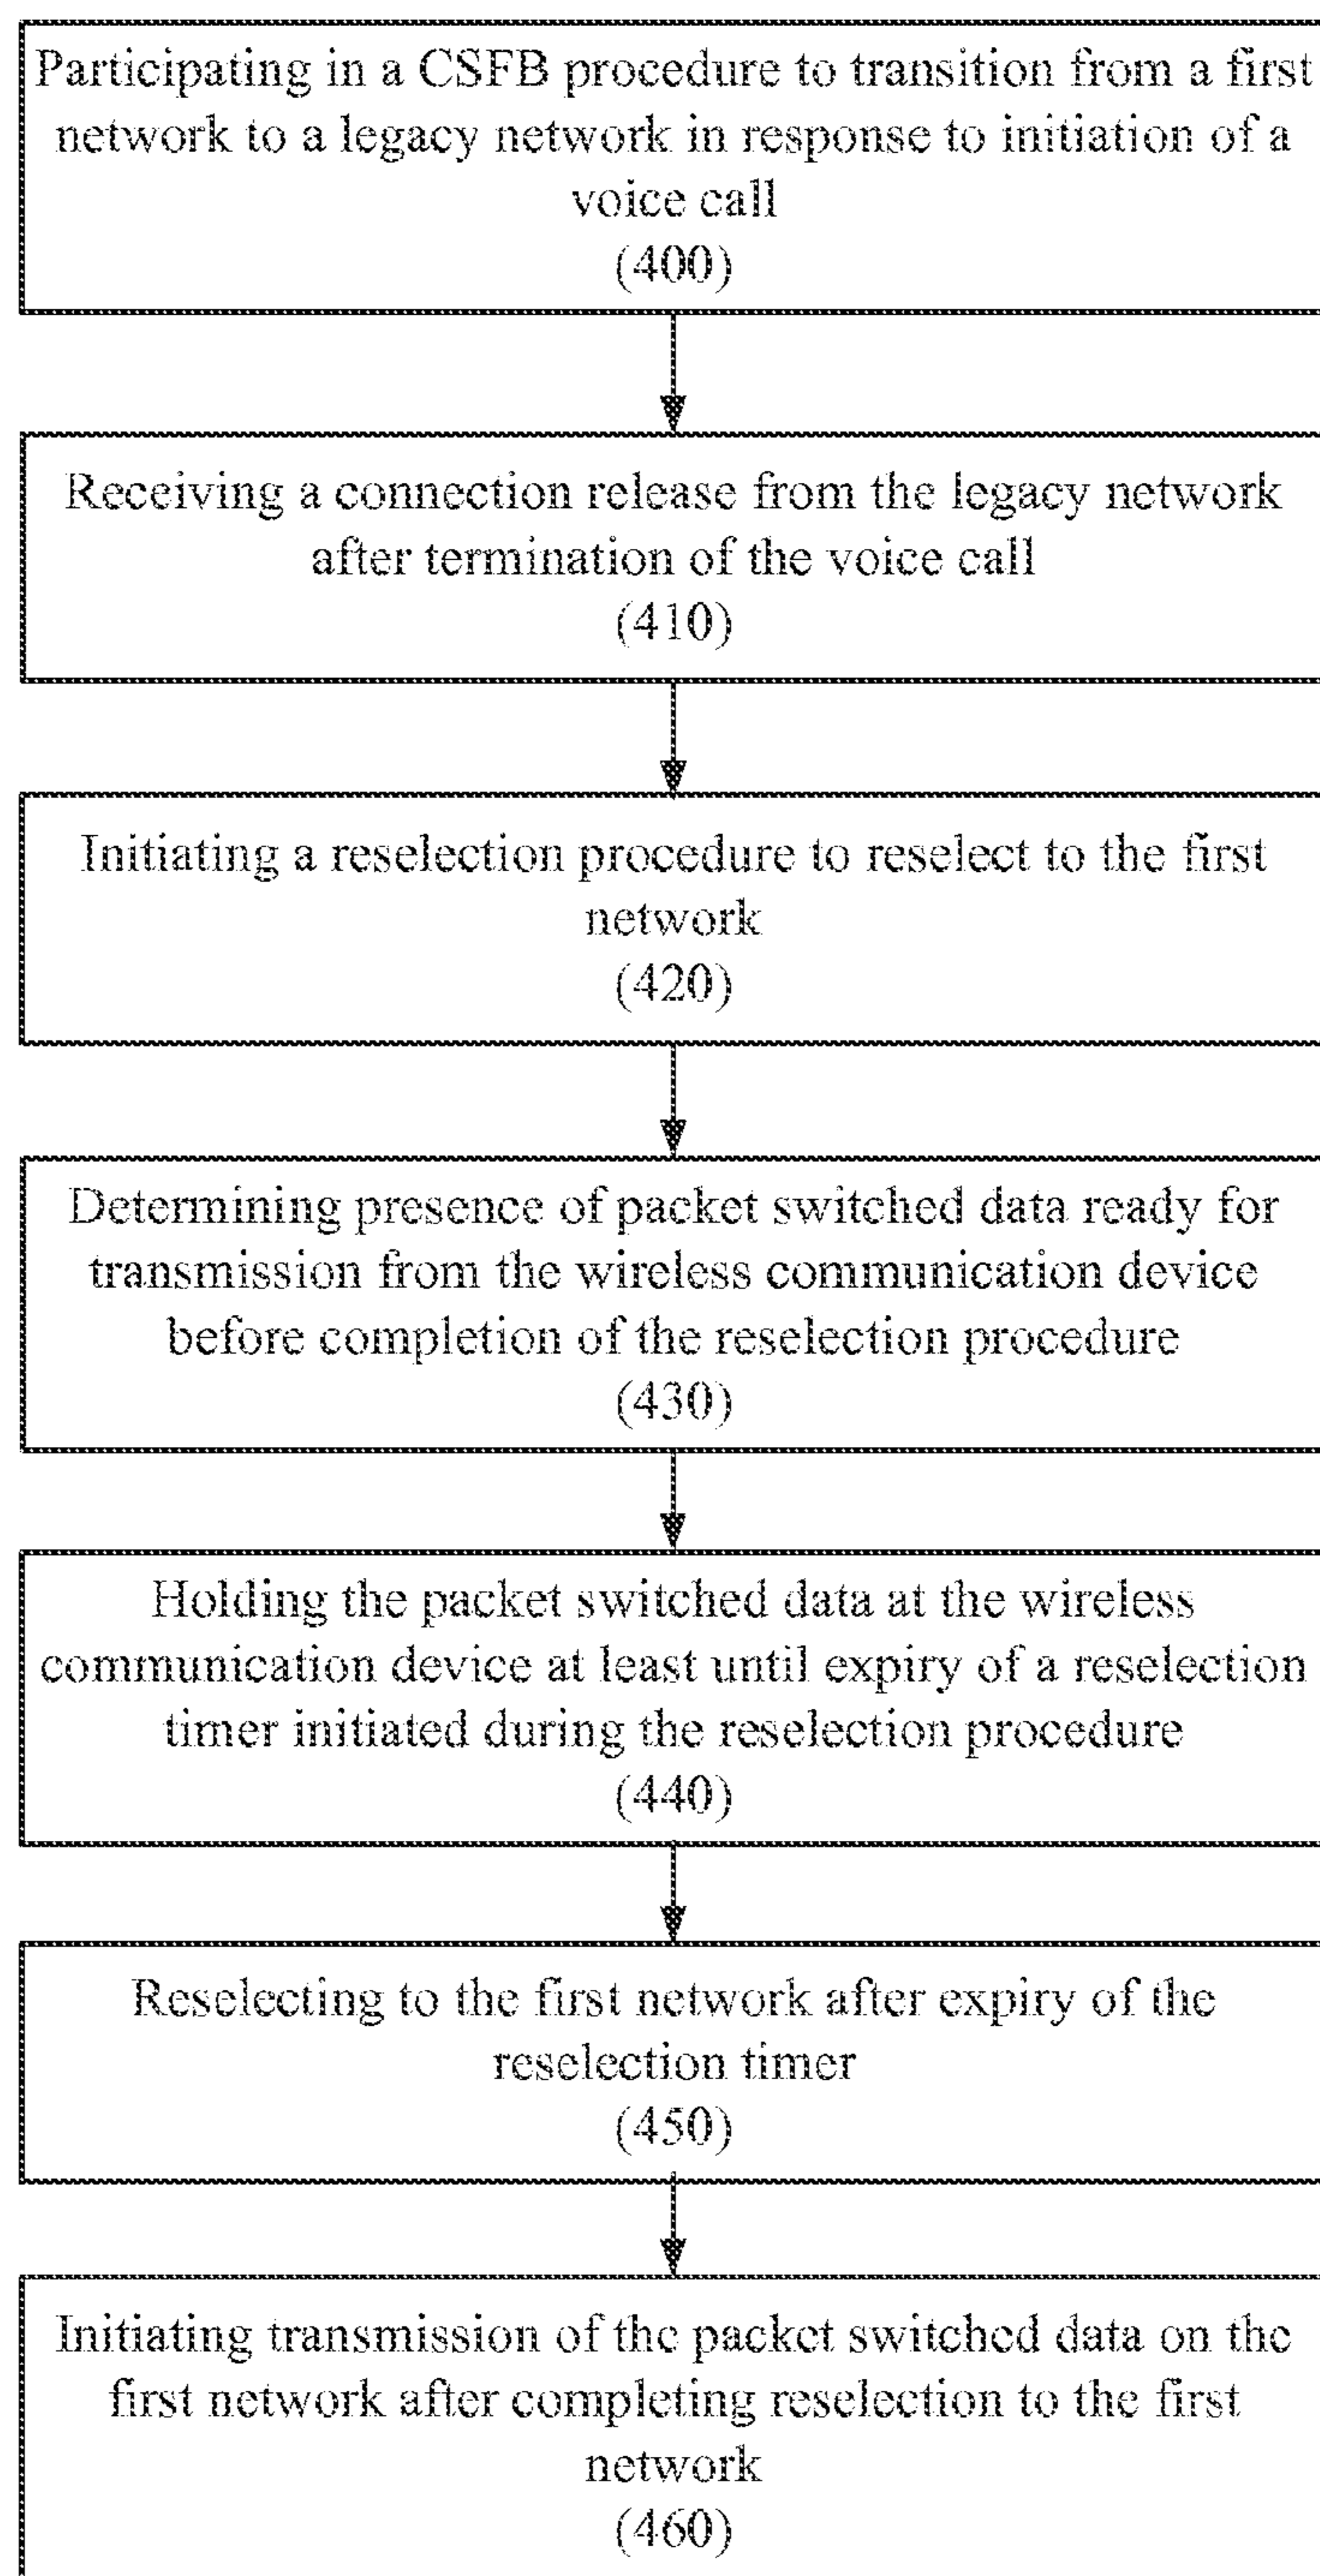 Participating in a CSFB procedure to transition from a first
network to a legacy network in response to initiation of a
voice call
(400)
Receiving a connection release from the legacy network
after termination of the voice call
(410)
Initiating a reselection procedure to reselect to the first
network
(420)
Determining presence of packet switched data ready for
transmission from the wireless communication device
before completion of the reselection procedure
(430)
Holding the packet switched data at the wireless
communication device at least until expiry of a reselection
timer initiated during the reselection procedure
(440)
Reselecting to the first network after expiry of the
reselection timer
(450)
Initiating transmission of the packet switched data on the
first network after completing reselection to the first
network
(460)